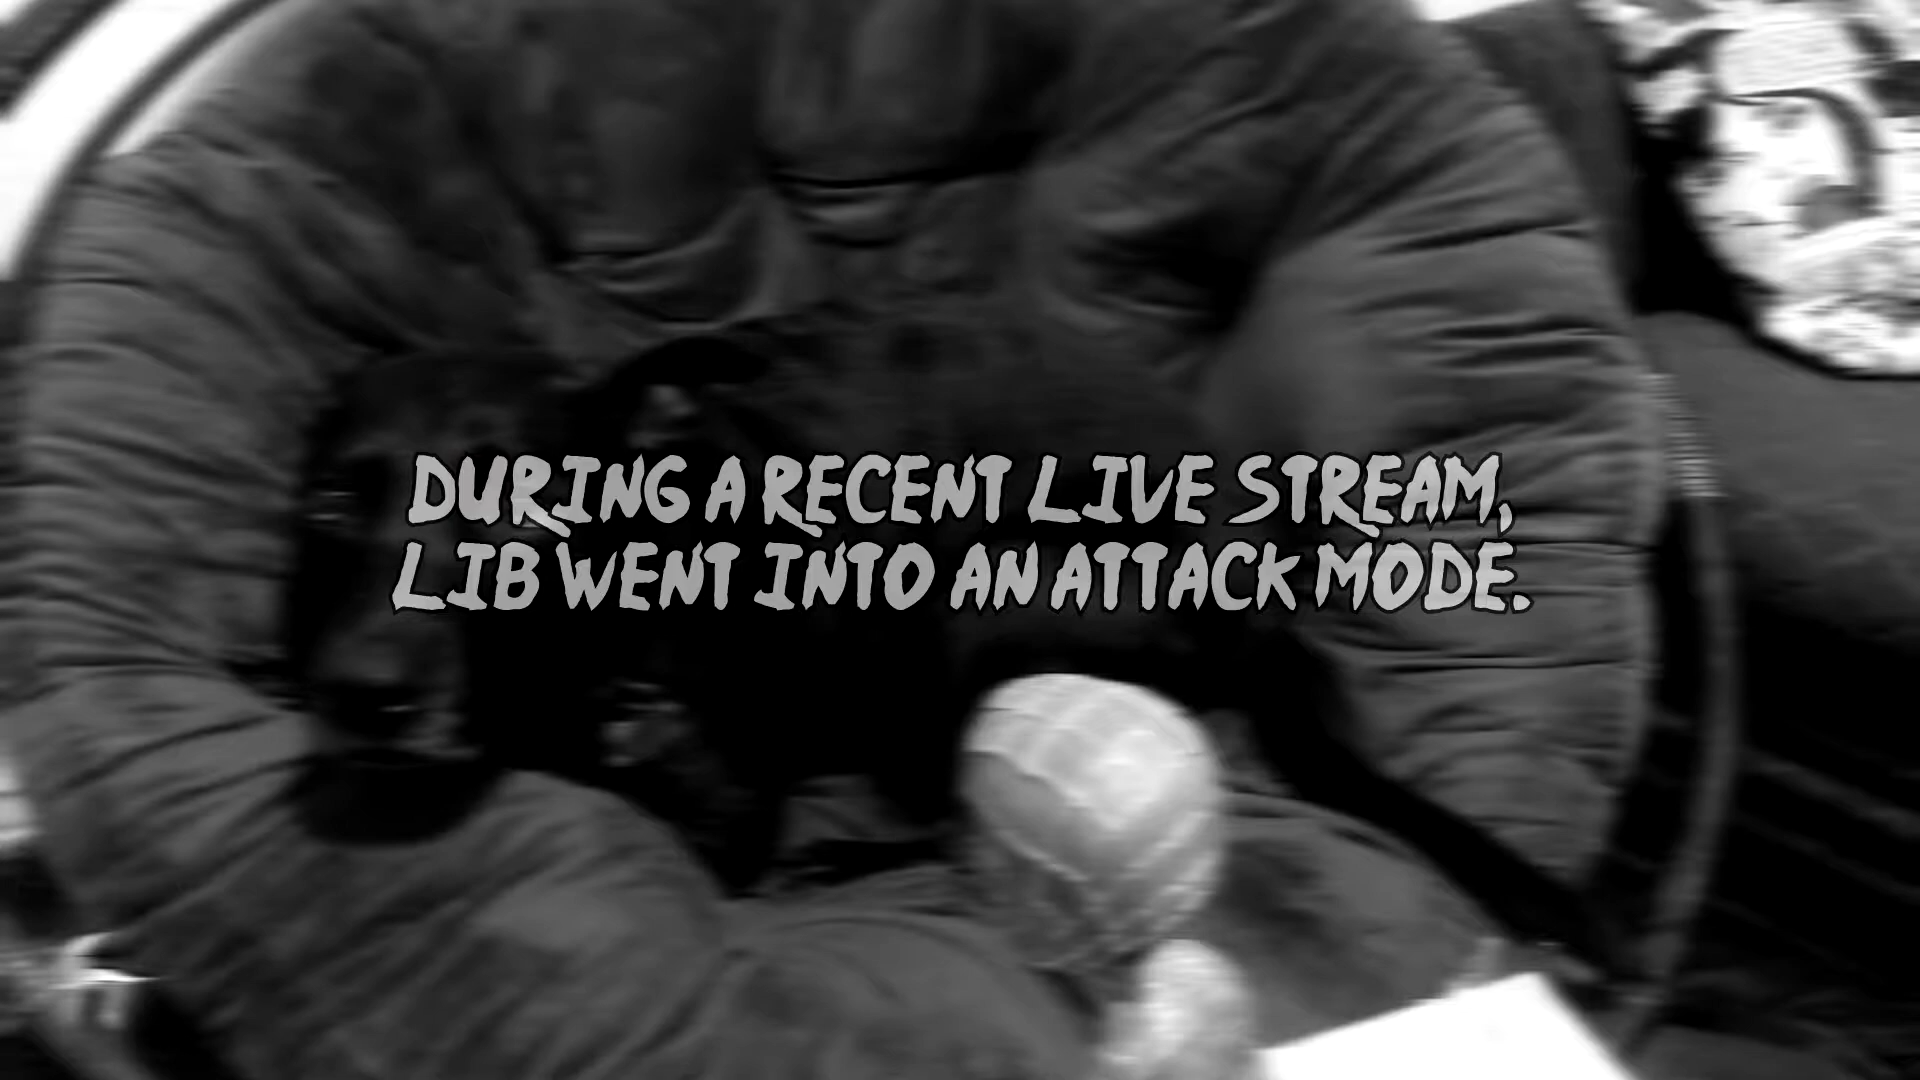 DURING A RECENT LIVE STREAM,
LIB WENT INTO AN ATTACK MODE.